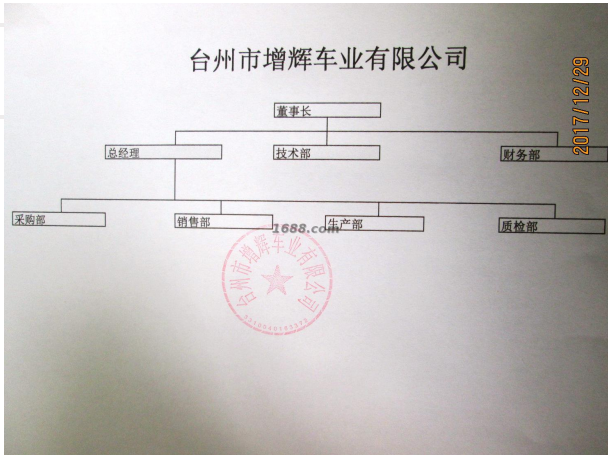 台州市增辉车业有限公司
2017/12/29
董事长
总经理 技术部 财务部
采购部 销售部 生产部 质检部
1688.com
台州市增辉车业有限公司